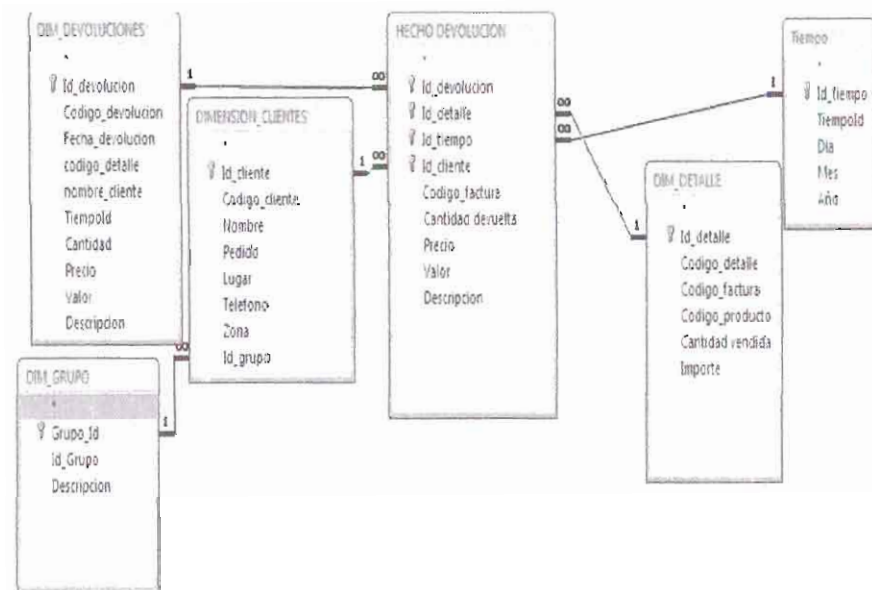 DIM_DEVOLUCIONES
*
Id_devolucion
Codigo_devolucion
Fecha_devolucion
codigo_detalle
nombre_cliente
TiempoId
Cantidad
Precio
Valor
Descripcion
DIMENSION_CLIENTES
*
Id_cliente
Codigo_cliente
Nombre
Pedido
Lugar
Telefono
Zona
Id_grupo
DIM_GRUPO
*
Grupo_Id
Id_Grupo
Descripcion
HECHO DEVOLUCION
*
Id_devolucion
Id_detalle
Id_tiempo
Id_cliente
Codigo_factura
Cantidad devuelta
Precio
Valor
Descripcion
DIM_DETALLE
*
Id_detalle
Codigo_detalle
Codigo_factura
Codigo_producto
Cantidad vendida
Importe
Tiempo
*
Id_tiempo
TiempoId
Dia
Mes
Año
1
∞
1
∞
1
∞
∞
1
∞
1